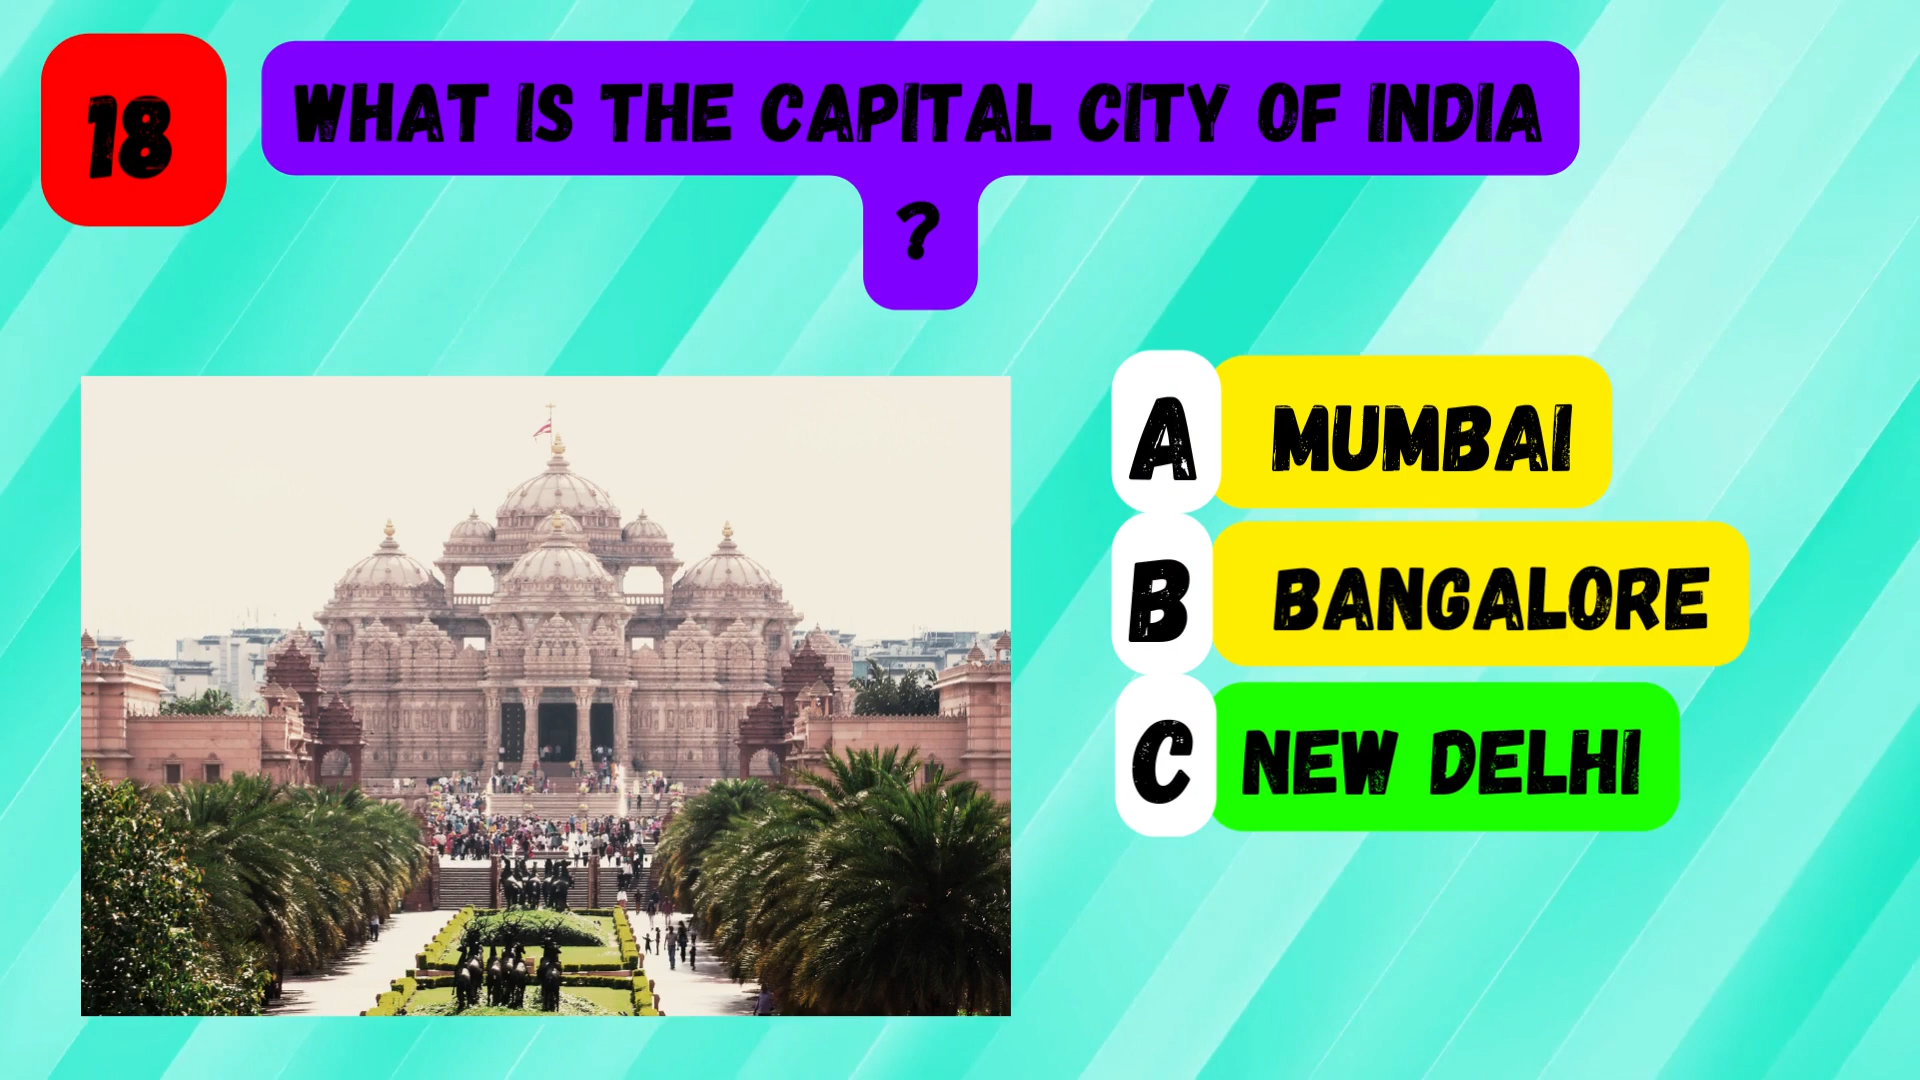 18
WHAT IS THE CAPITAL CITY OF INDIA
?
A MUMBAI
B BANGALORE
C NEW DELHI